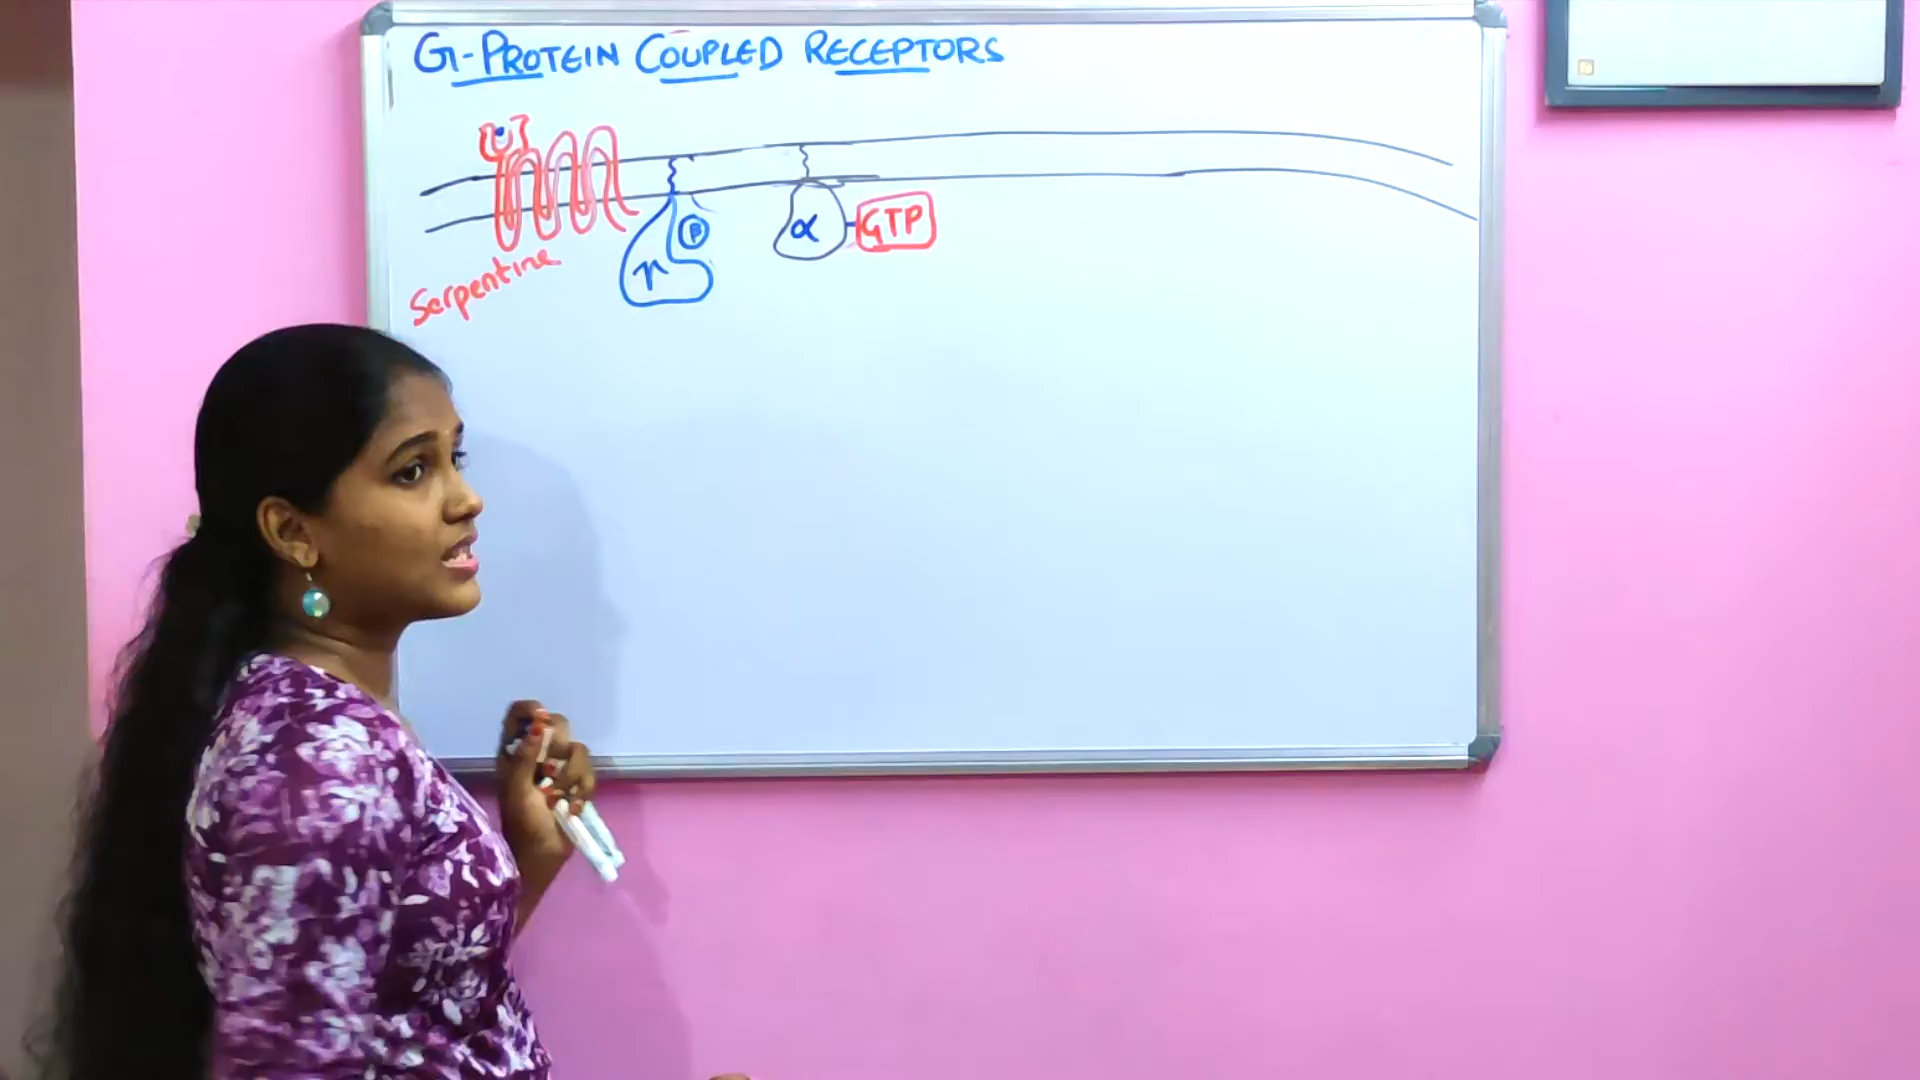 G-PROTEIN COUPLED RECEPTORS
α GTP
β
γ
Serpentine